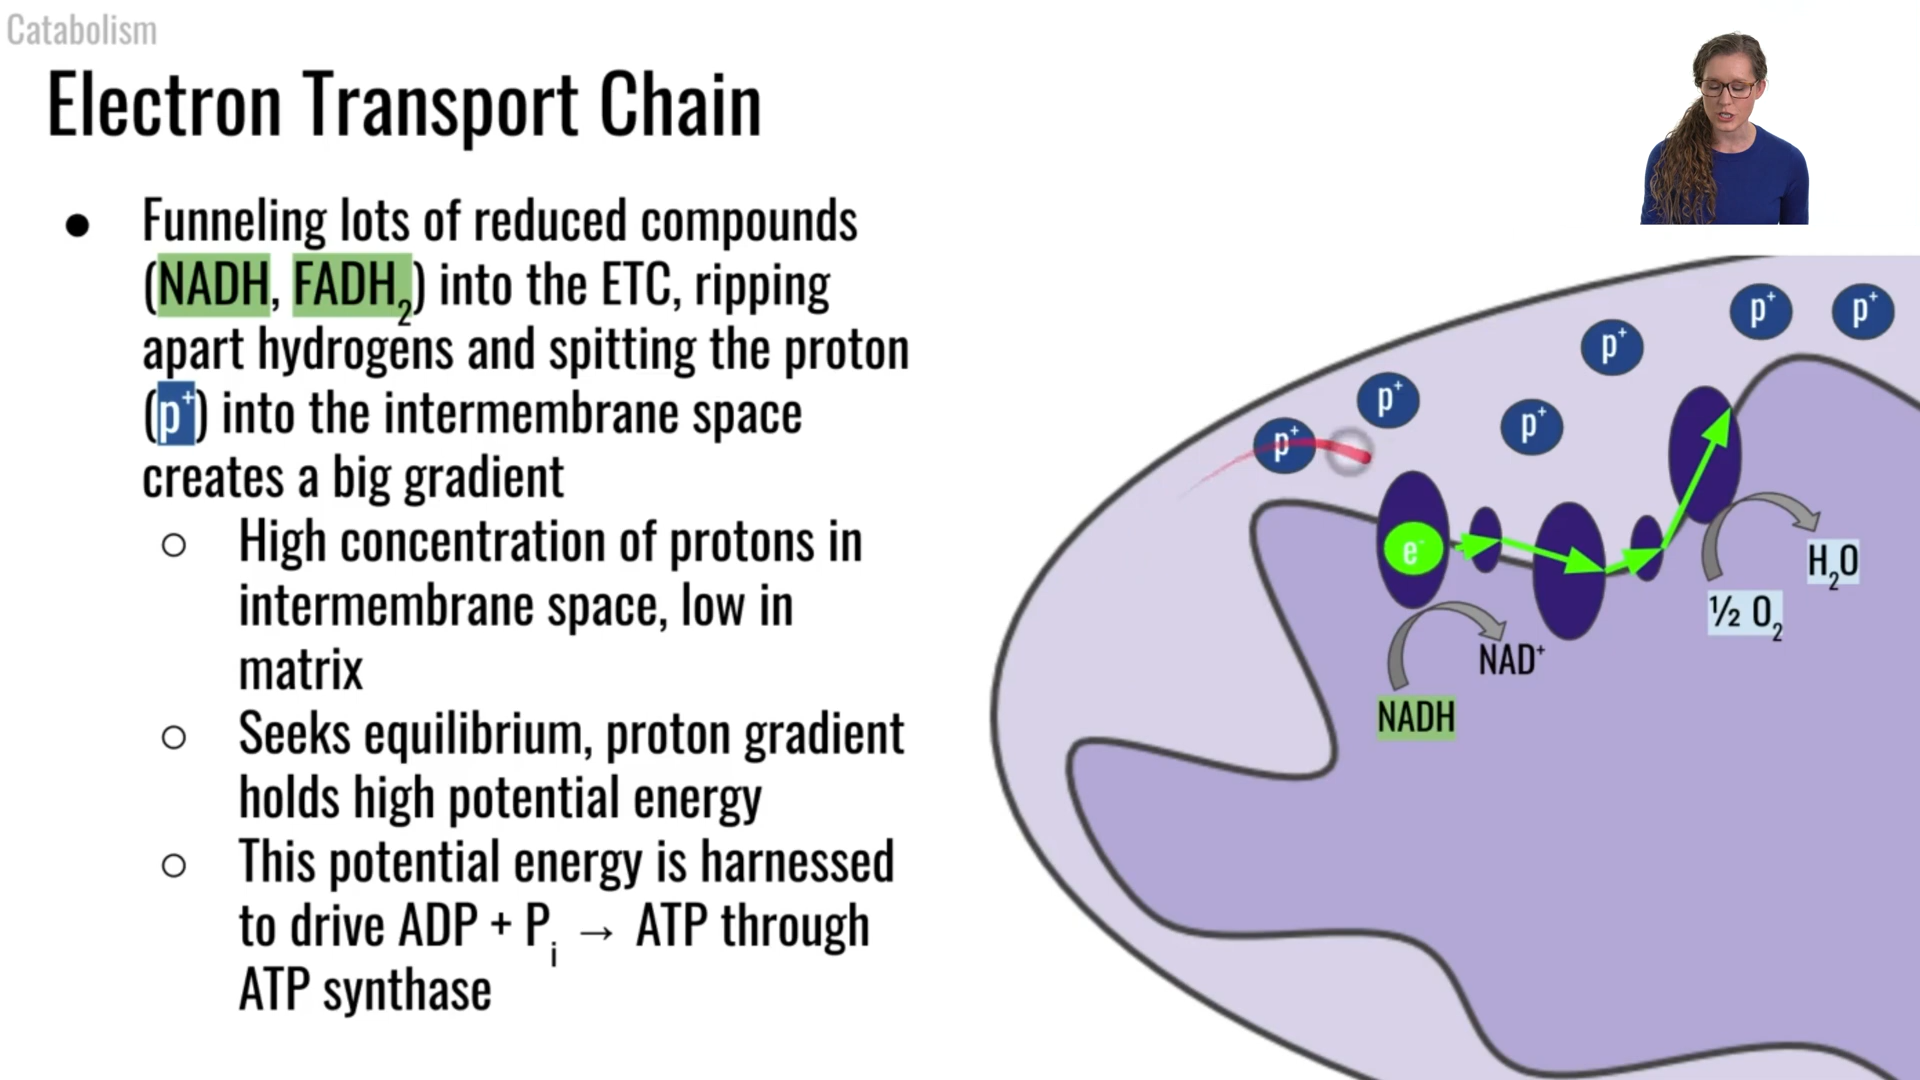 Catabolism
Electron Transport Chain
● Funneling lots of reduced compounds
(NADH, FADH₂) into the ETC, ripping
apart hydrogens and spitting the proton
(p⁺) into the intermembrane space
creates a big gradient
○ High concentration of protons in
intermembrane space, low in
matrix
○ Seeks equilibrium, proton gradient
holds high potential energy
○ This potential energy is harnessed
to drive ADP + Pᵢ → ATP through
ATP synthase
p⁺
p⁺
p⁺
p⁺
p⁺
p⁺
e⁻
H₂O
½ O₂
NAD⁺
NADH